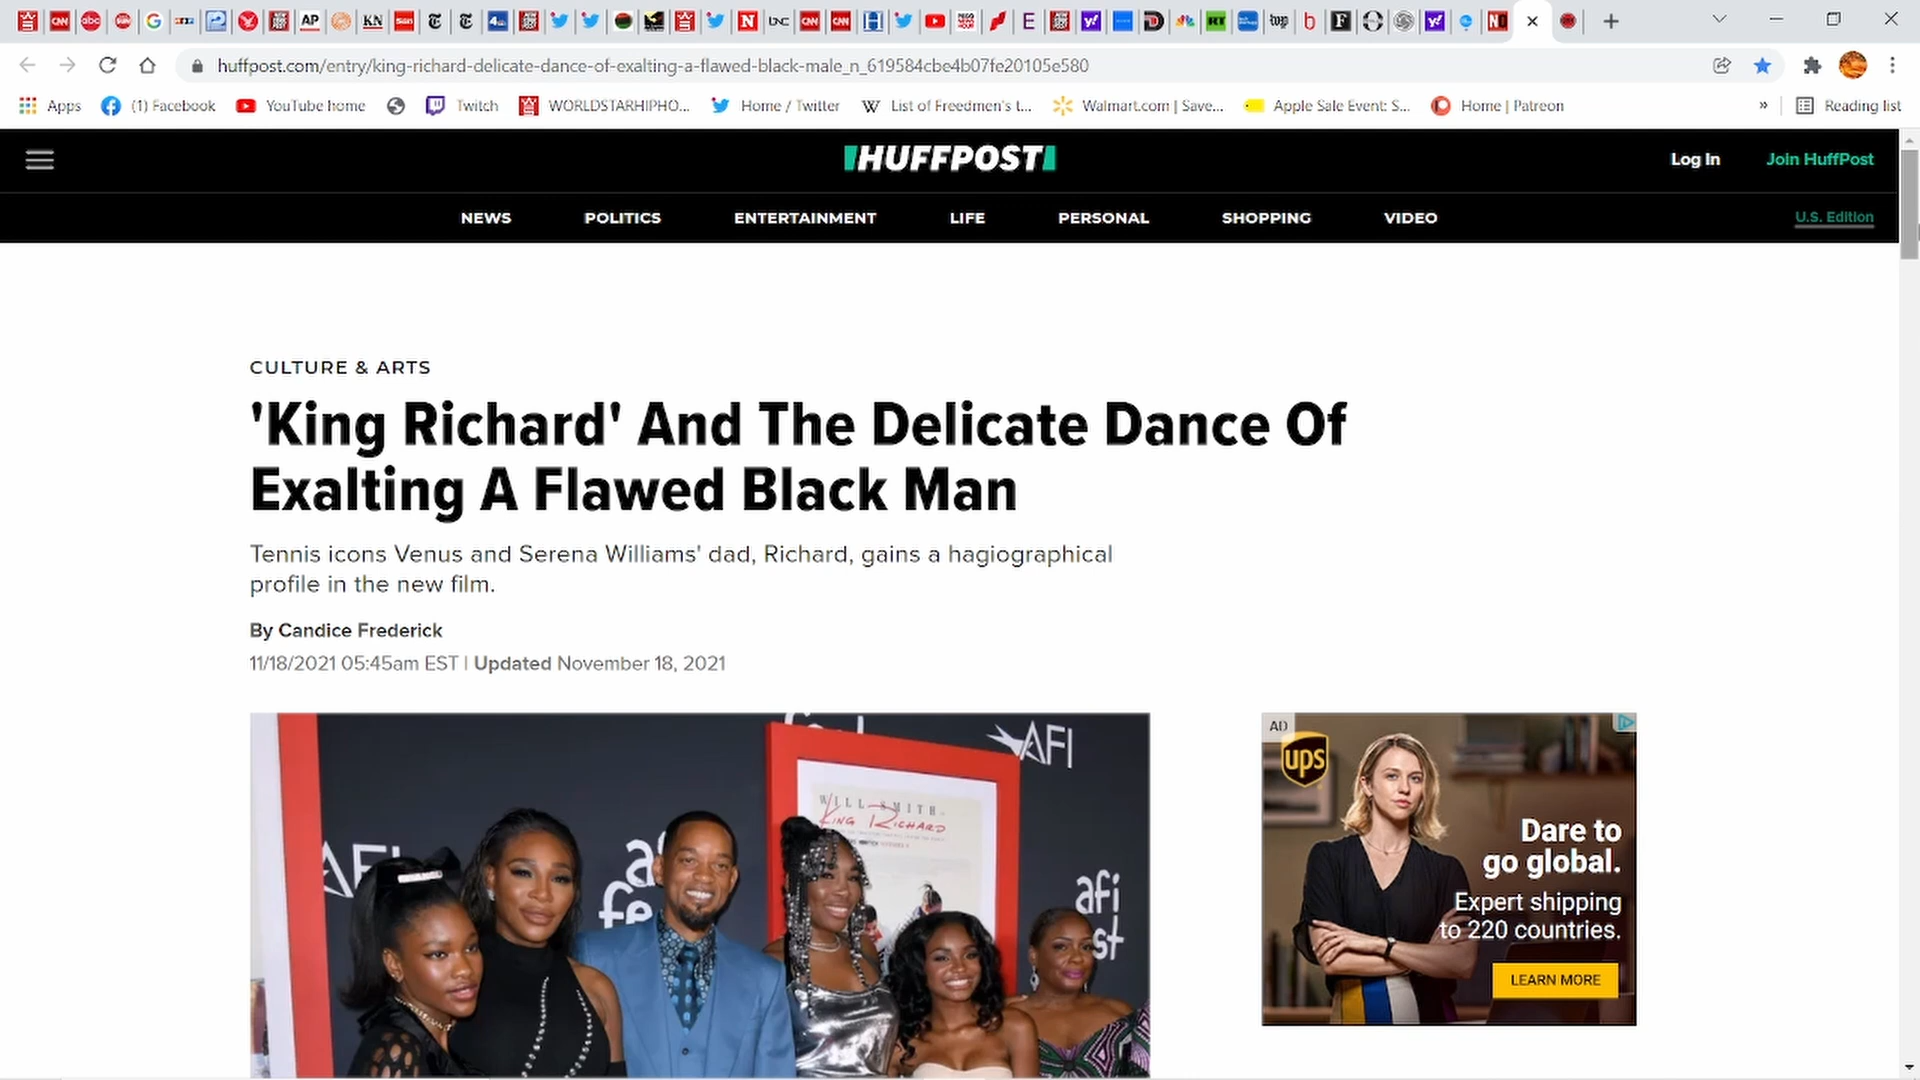 huffpost.com/entry/king-richard-delicate-dance-of-exalting-a-flawed-black-male_n_619584cbe4b07fe20105e580
Apps (1) Facebook YouTube home Twitch WORLDSTARHIPHO... Home / Twitter List of Freedmen's t... Walmart.com | Save... Apple Sale Event: S... Home | Patreon » Reading list
HUFFPOST
Log In Join HuffPost
NEWS POLITICS ENTERTAINMENT LIFE PERSONAL SHOPPING VIDEO U.S. Edition
CULTURE & ARTS
'King Richard' And The Delicate Dance Of
Exalting A Flawed Black Man
Tennis icons Venus and Serena Williams' dad, Richard, gains a hagiographical
profile in the new film.
By Candice Frederick
11/18/2021 05:45am EST | Updated November 18, 2021
AFI
WILL SMITH
KING RICHARD
AFI
afi
AD
ups
Dare to
go global.
Expert shipping
to 220 countries.
LEARN MORE